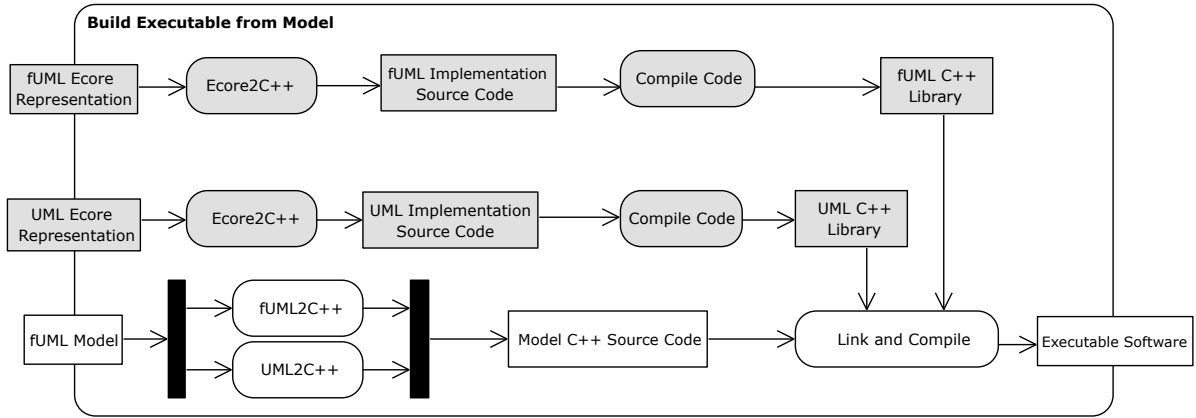 Build Executable from Model
fUML Ecore
Representation
Ecore2C++
fUML Implementation
Source Code
Compile Code
fUML C++
Library
UML Ecore
Representation
Ecore2C++
UML Implementation
Source Code
Compile Code
UML C++
Library
fUML Model
fUML2C++
UML2C++
Model C++ Source Code
Link and Compile
Executable Software